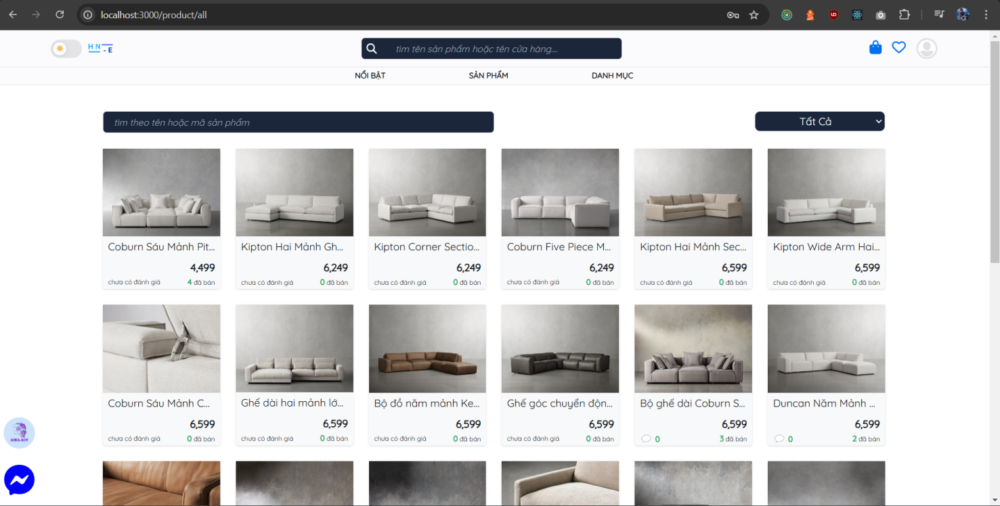 localhost:3000/product/all
H N
- E
tìm tên sản phẩm hoặc tên cửa hàng....
NỔI BẬT SẢN PHẨM DANH MỤC
tìm theo tên hoặc mã sản phẩm
Tất Cả
Coburn Sáu Mảnh Pit... Kipton Hai Mảnh Gh... Kipton Corner Sectio... Coburn Five Piece M... Kipton Hai Mảnh Sec... Kipton Wide Arm Hai...
4,499 6,249 6,249 6,249 6,599 6,599
chưa có đánh giá 4 đã bán chưa có đánh giá 0 đã bán chưa có đánh giá 0 đã bán chưa có đánh giá 0 đã bán chưa có đánh giá 0 đã bán chưa có đánh giá 0 đã bán
Coburn Sáu Mảnh C... Ghế dài hai mảnh lớ... Bộ đồ năm mảnh Ke... Ghế góc chuyển độn... Bộ ghế dài Coburn S... Duncan Năm Mảnh ...
6,599 6,599 6,599 6,599 6,599 6,599
chưa có đánh giá 0 đã bán chưa có đánh giá 0 đã bán chưa có đánh giá 0 đã bán chưa có đánh giá 0 đã bán 0 3 đã bán 0 2 đã bán